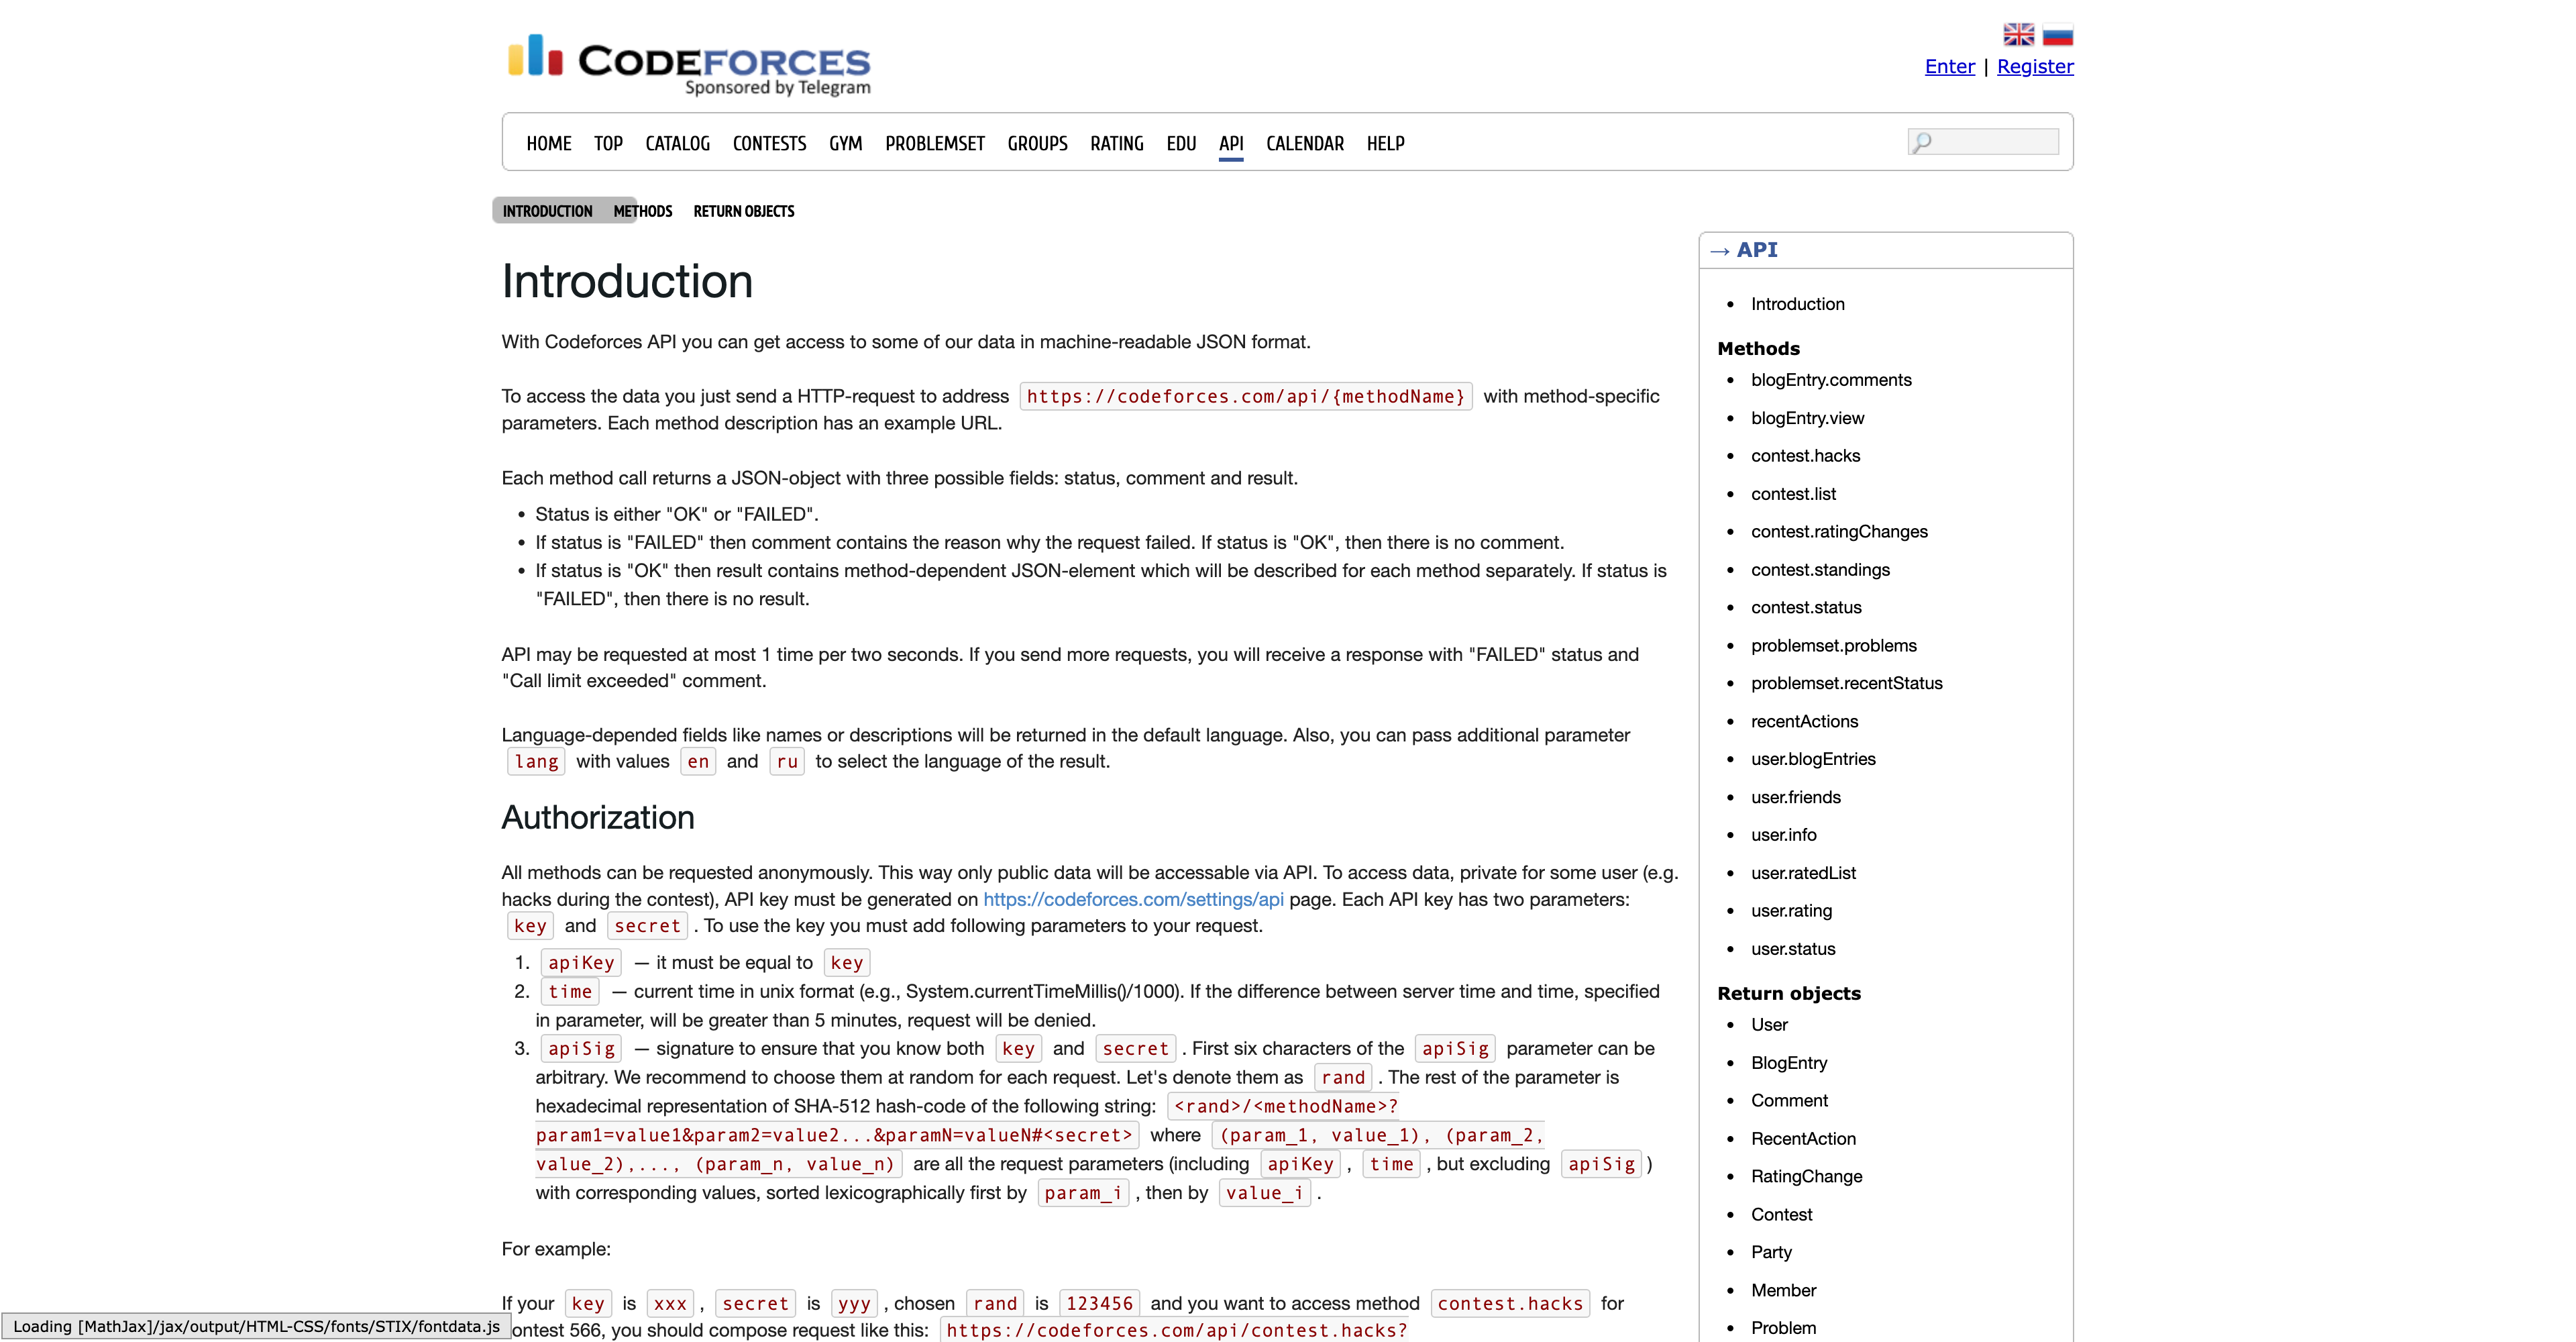 CODEFORCES
Sponsored by Telegram
Enter | Register
HOME TOP CATALOG CONTESTS GYM PROBLEMSET GROUPS RATING EDU API CALENDAR HELP
INTRODUCTION METHODS RETURN OBJECTS
Introduction
With Codeforces API you can get access to some of our data in machine-readable JSON format.
To access the data you just send a HTTP-request to address https://codeforces.com/api/{methodName} with method-specific
parameters. Each method description has an example URL.
Each method call returns a JSON-object with three possible fields: status, comment and result.
• Status is either "OK" or "FAILED".
• If status is "FAILED" then comment contains the reason why the request failed. If status is "OK", then there is no comment.
• If status is "OK" then result contains method-dependent JSON-element which will be described for each method separately. If status is
"FAILED", then there is no result.
API may be requested at most 1 time per two seconds. If you send more requests, you will receive a response with "FAILED" status and
"Call limit exceeded" comment.
Language-depended fields like names or descriptions will be returned in the default language. Also, you can pass additional parameter
lang with values en and ru to select the language of the result.
Authorization
All methods can be requested anonymously. This way only public data will be accessable via API. To access data, private for some user (e.g.
hacks during the contest), API key must be generated on https://codeforces.com/settings/api page. Each API key has two parameters:
key and secret . To use the key you must add following parameters to your request.
1. apiKey — it must be equal to key
2. time — current time in unix format (e.g., System.currentTimeMillis()/1000). If the difference between server time and time, specified
in parameter, will be greater than 5 minutes, request will be denied.
3. apiSig — signature to ensure that you know both key and secret . First six characters of the apiSig parameter can be
arbitrary. We recommend to choose them at random for each request. Let's denote them as rand . The rest of the parameter is
hexadecimal representation of SHA-512 hash-code of the following string: <rand>/<methodName>?
param1=value1&param2=value2...&paramN=valueN#<secret> where (param_1, value_1), (param_2,
value_2),..., (param_n, value_n) are all the request parameters (including apiKey , time , but excluding apiSig )
with corresponding values, sorted lexicographically first by param_i , then by value_i .
For example:
If your key is xxx , secret is yyy , chosen rand is 123456 and you want to access method contest.hacks for
ontest 566, you should compose request like this: https://codeforces.com/api/contest.hacks?
→ API
• Introduction
Methods
• blogEntry.comments
• blogEntry.view
• contest.hacks
• contest.list
• contest.ratingChanges
• contest.standings
• contest.status
• problemset.problems
• problemset.recentStatus
• recentActions
• user.blogEntries
• user.friends
• user.info
• user.ratedList
• user.rating
• user.status
Return objects
• User
• BlogEntry
• Comment
• RecentAction
• RatingChange
• Contest
• Party
• Member
• Problem
Loading [MathJax]/jax/output/HTML-CSS/fonts/STIX/fontdata.js